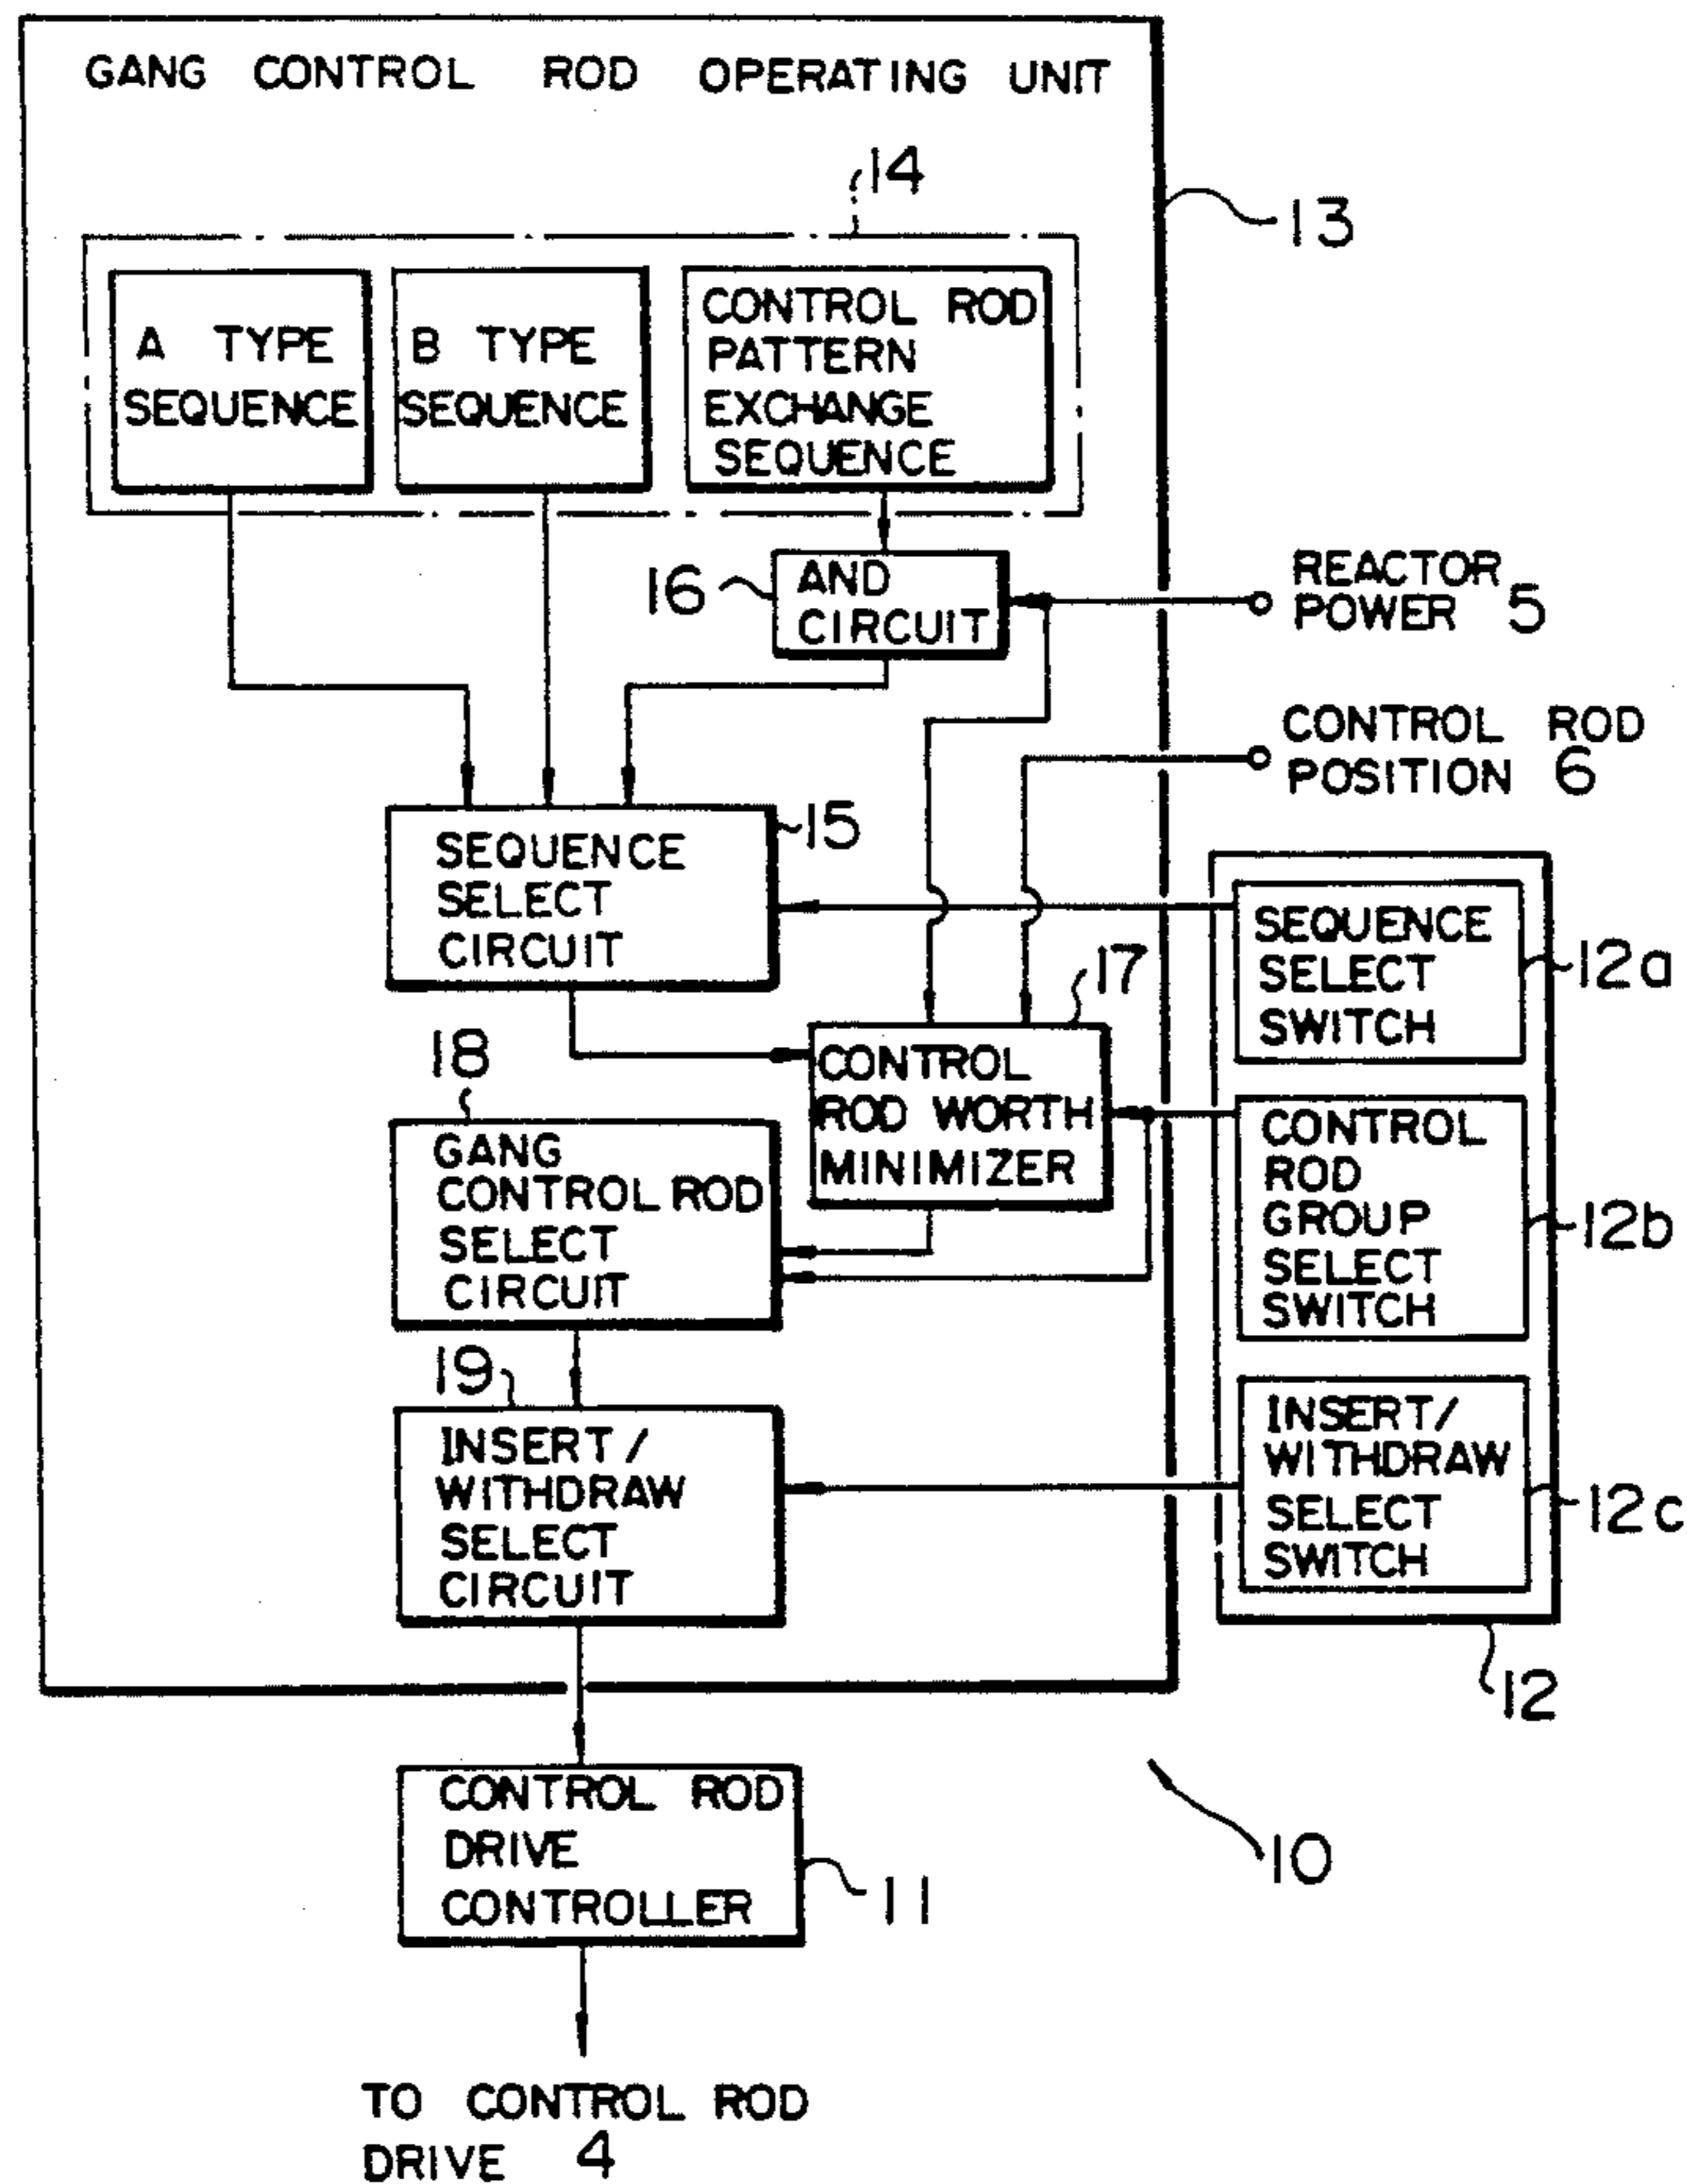 GANG CONTROL ROD OPERATING UNIT
14
13
A TYPE
SEQUENCE
B TYPE
SEQUENCE
CONTROL ROD
PATTERN
EXCHANGE
SEQUENCE
16
AND
CIRCUIT
REACTOR
POWER 5
CONTROL ROD
POSITION 6
15
SEQUENCE
SELECT
CIRCUIT
SEQUENCE
SELECT
SWITCH
12a
17
CONTROL
ROD WORTH
MINIMIZER
18
GANG
CONTROL ROD
SELECT
CIRCUIT
CONTROL
ROD
GROUP
SELECT
SWITCH
12b
19
INSERT/
WITHDRAW
SELECT
CIRCUIT
INSERT/
WITHDRAW
SELECT
SWITCH
12c
12
CONTROL ROD
DRIVE
CONTROLLER
11
10
TO CONTROL ROD
DRIVE 4